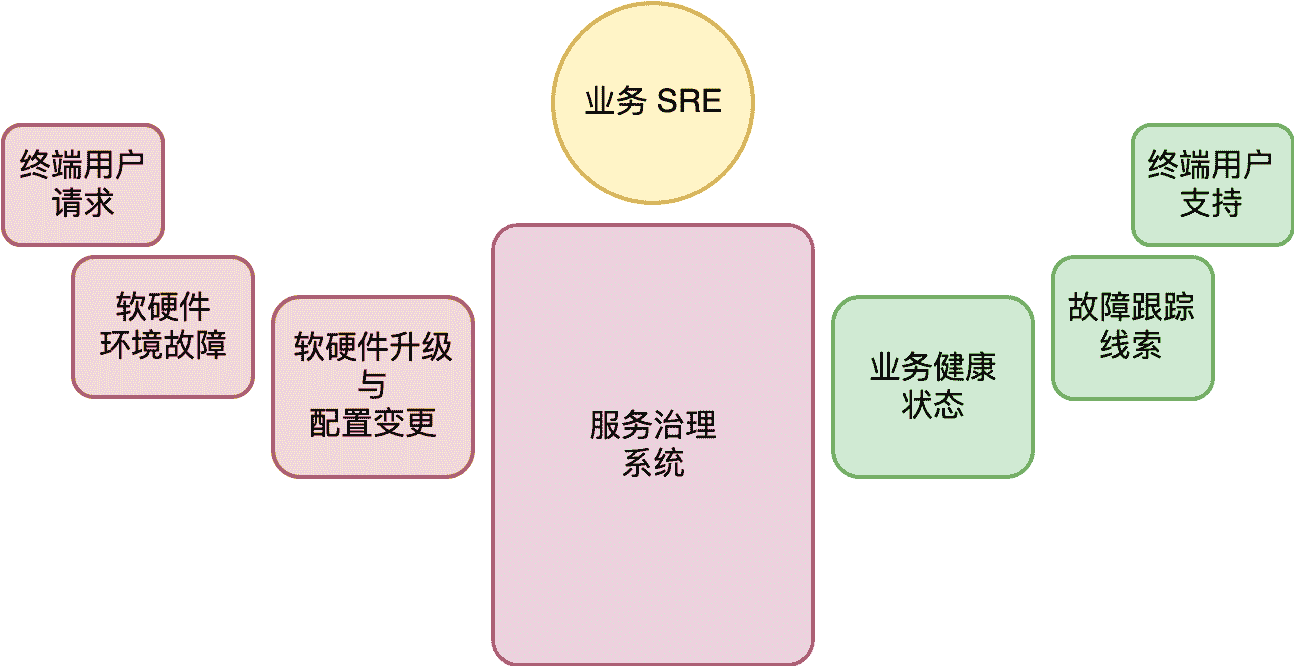 业务 SRE
终端用户
请求
软硬件
环境故障
软硬件升级
与
配置变更
服务治理
系统
业务健康
状态
故障跟踪
线索
终端用户
支持